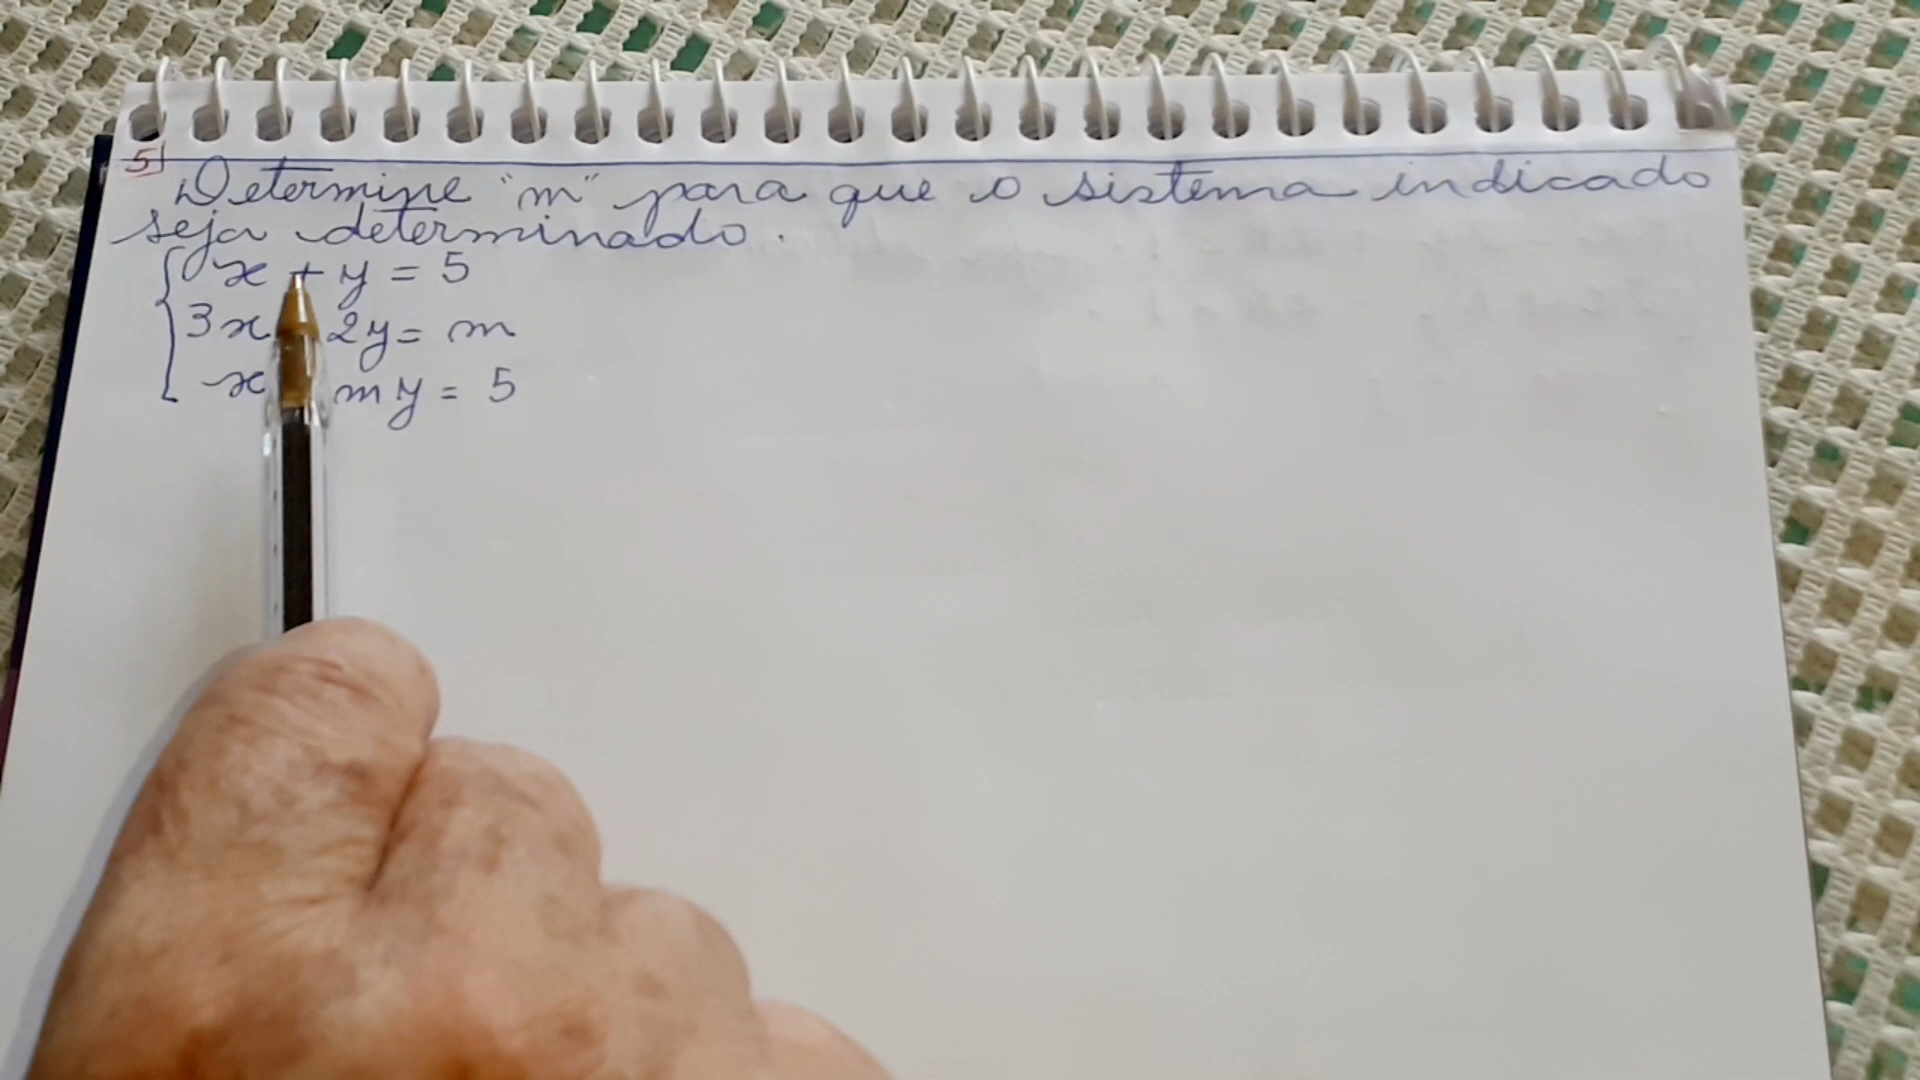 5)
Determine "m" para que o sistema indicado
seja determinado.
x + y = 5
3x 2y = m
x my = 5